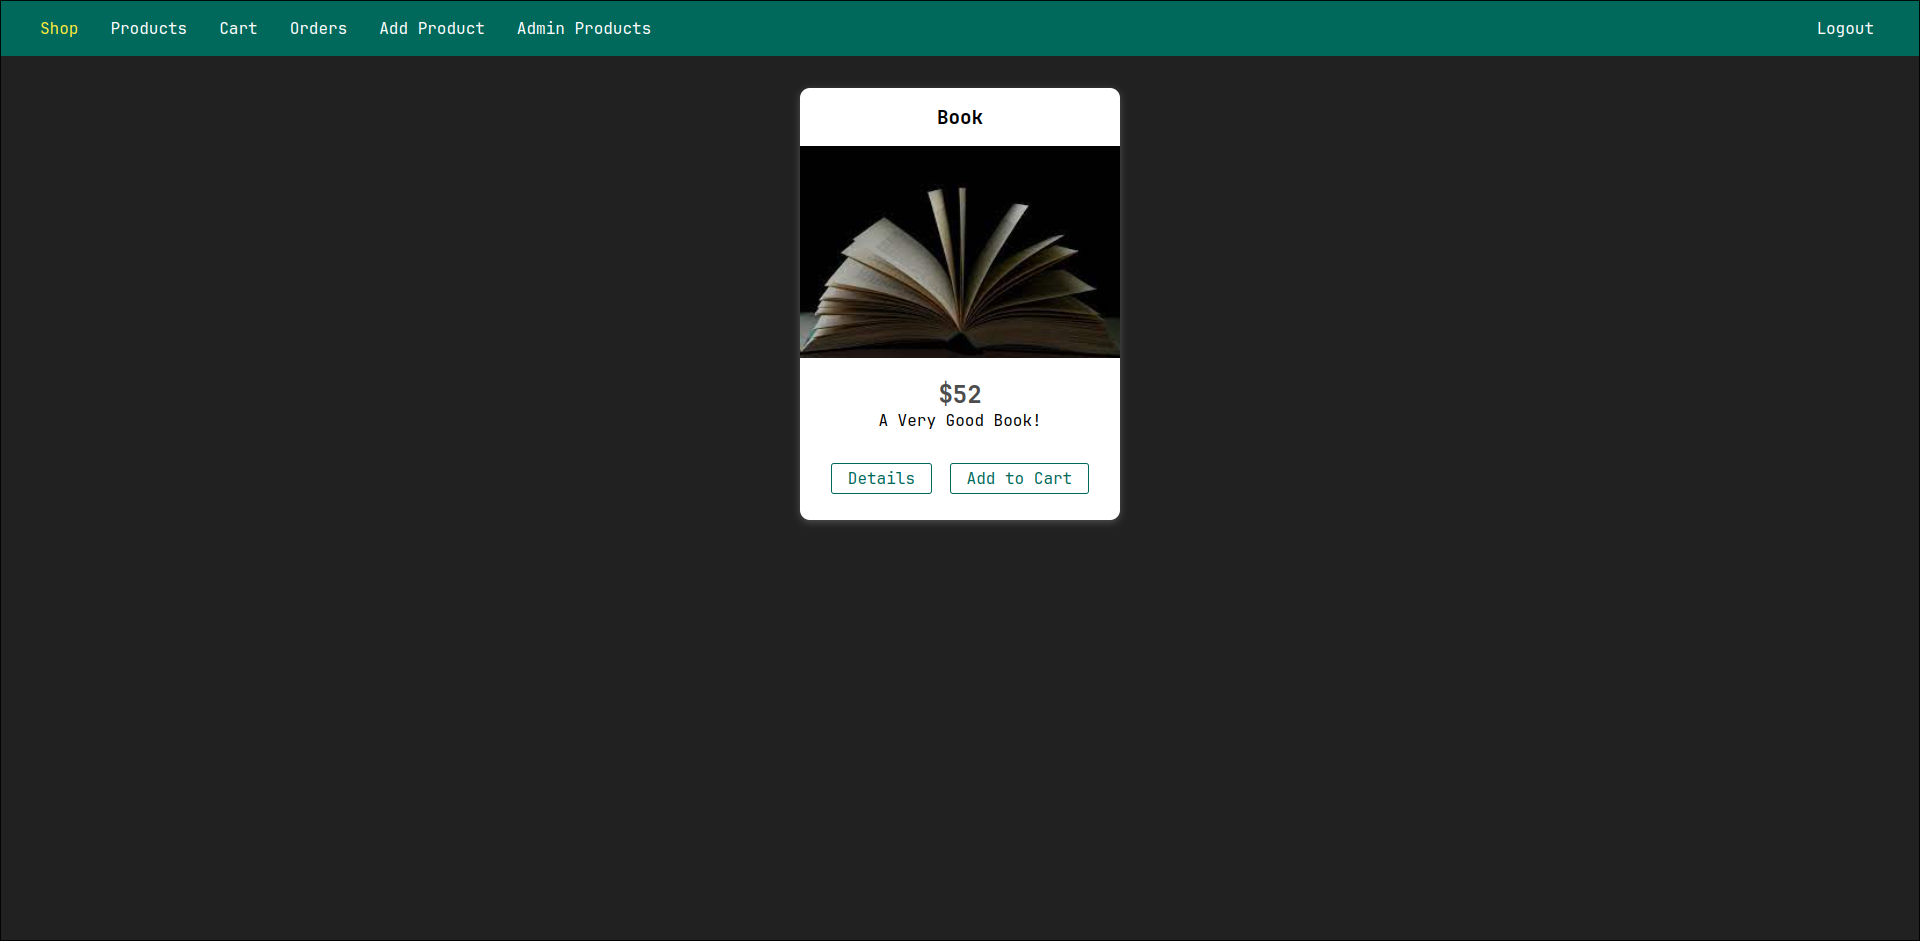 Shop Products Cart Orders Add Product Admin Products Logout
Book
$52
A Very Good Book!
Details Add to Cart